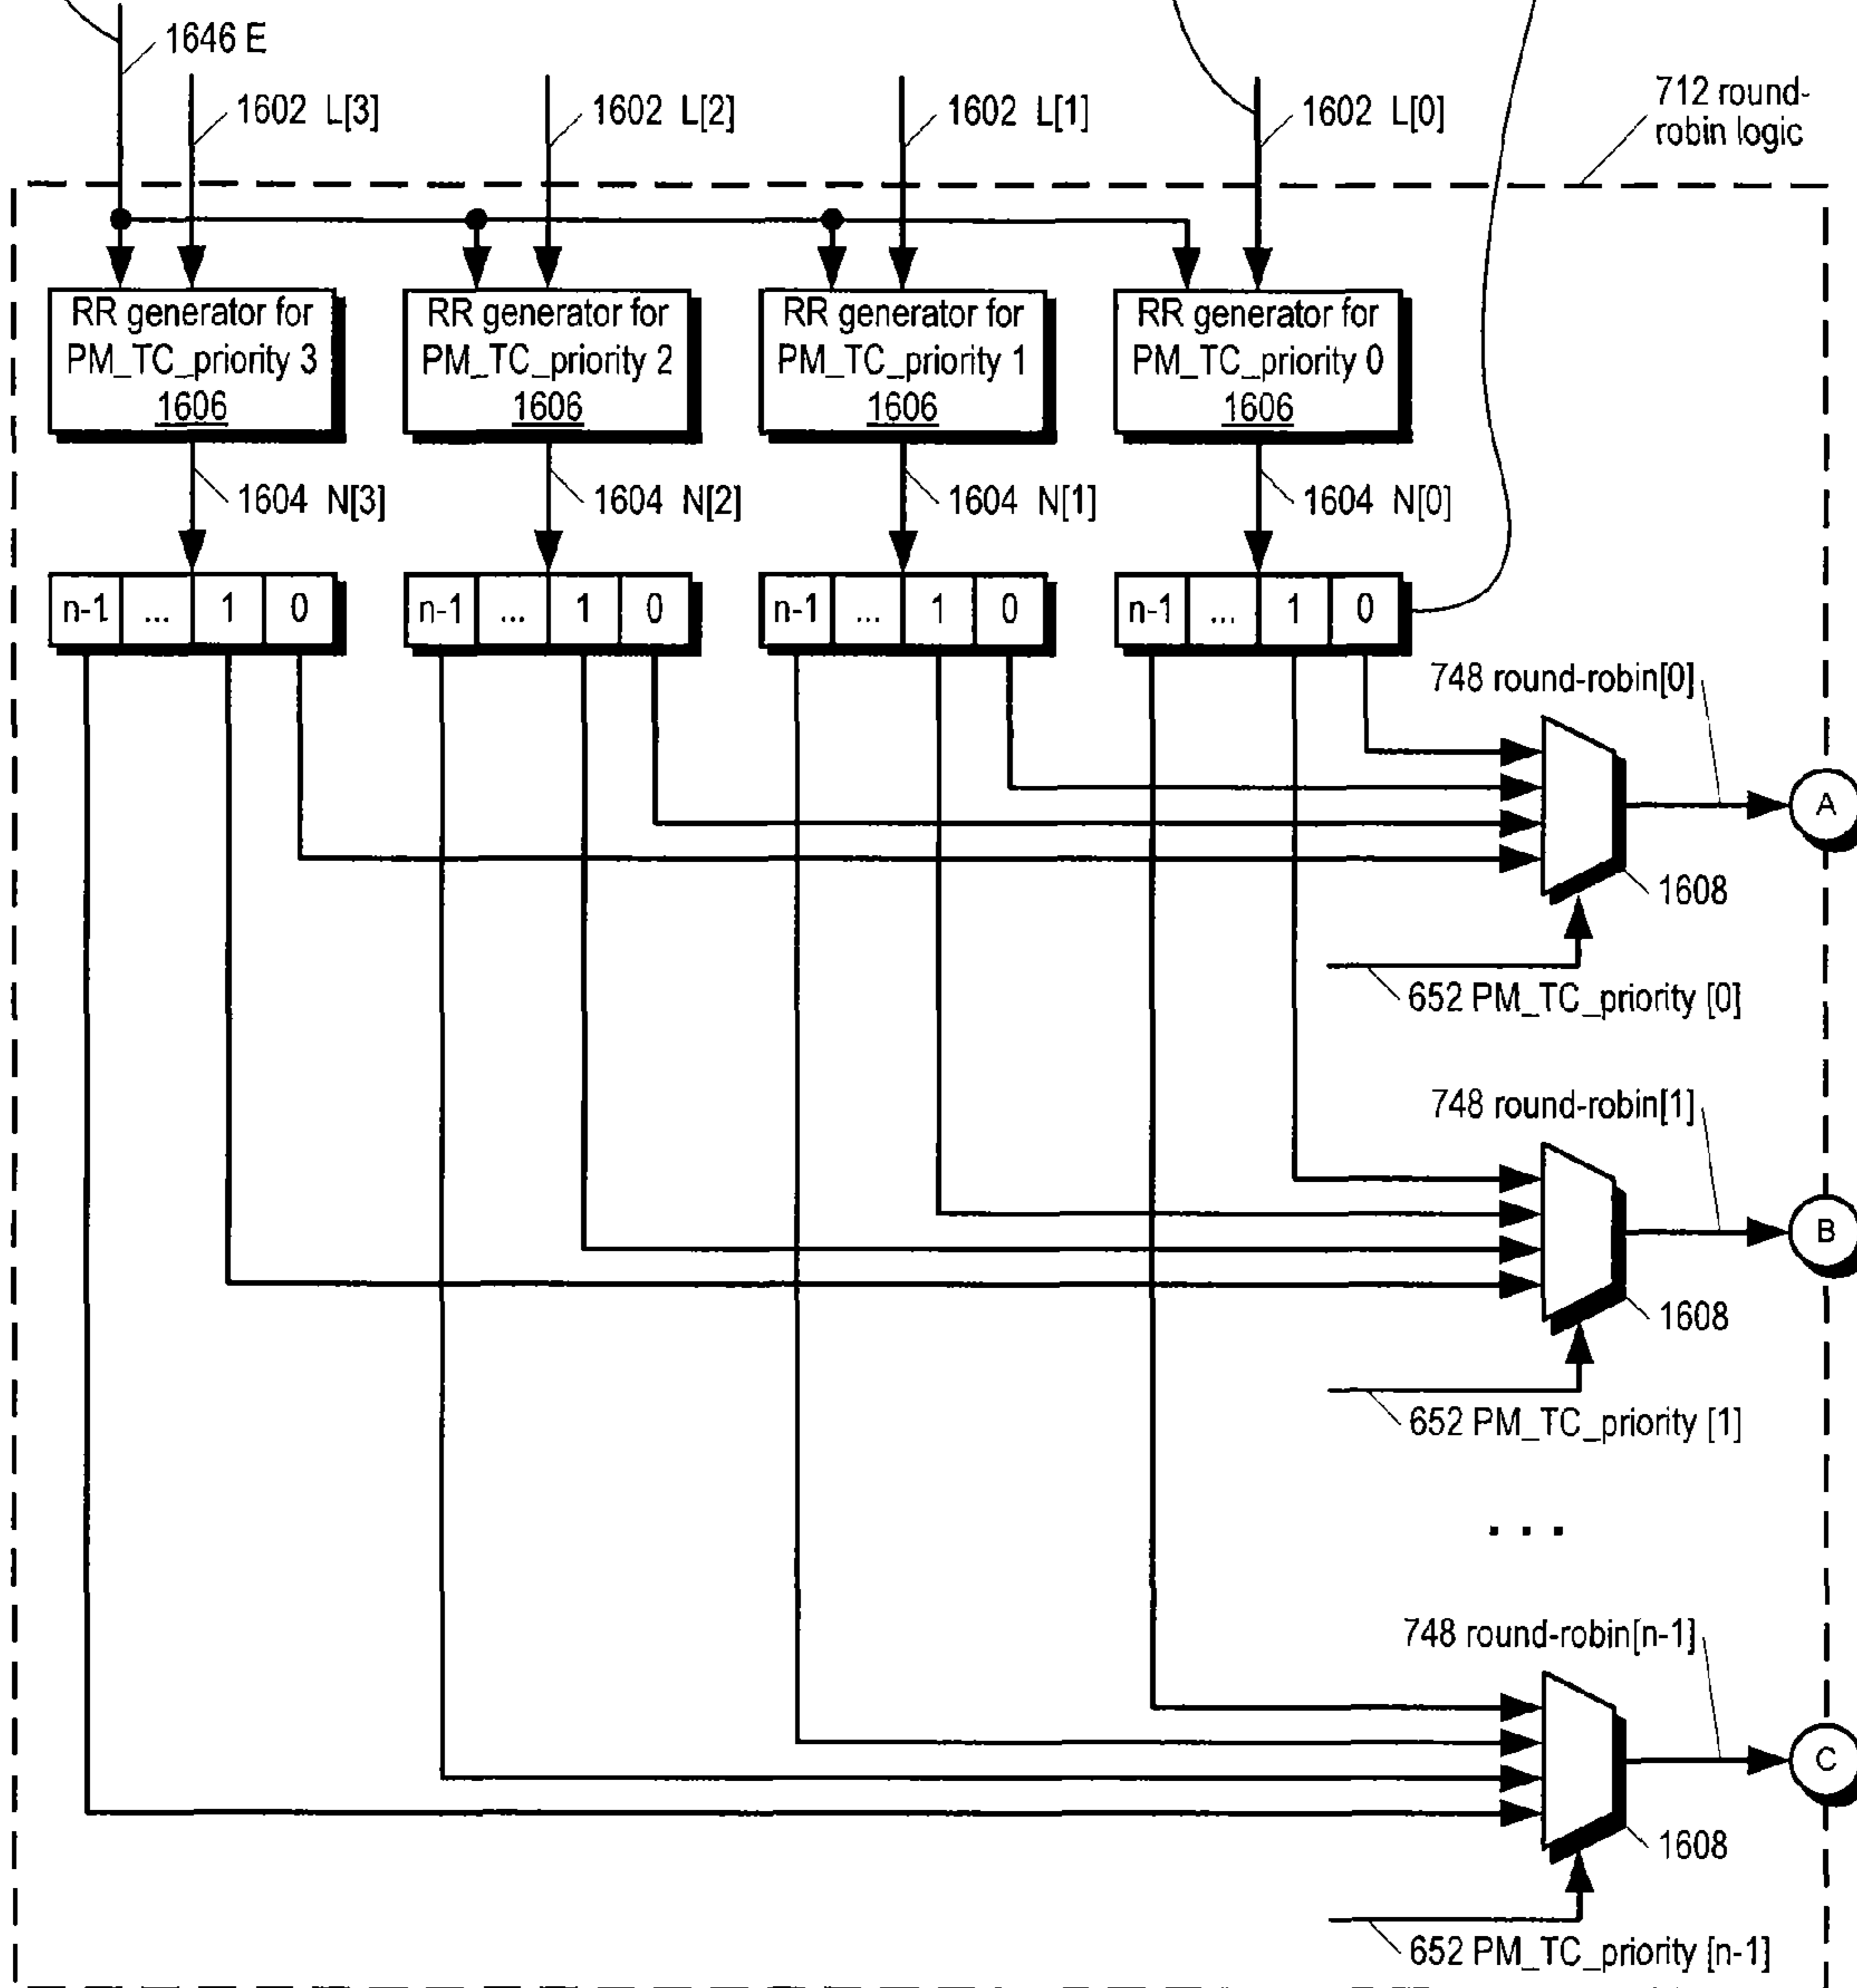 1646 E
1602 L[3]
1602 L[2]
1602 L[1]
1602 L[0]
712 round-
robin logic
RR generator for
PM_TC_priority 3
1606
RR generator for
PM_TC_priority 2
1606
RR generator for
PM_TC_priority 1
1606
RR generator for
PM_TC_priority 0
1606
1604 N[3]
1604 N[2]
1604 N[1]
1604 N[0]
n-1 ... 1 0
n-1 ... 1 0
n-1 ... 1 0
n-1 ... 1 0
748 round-robin[0]
A
1608
652 PM_TC_priority [0]
748 round-robin[1]
B
1608
652 PM_TC_priority [1]
. . .
748 round-robin[n-1]
C
1608
652 PM_TC_priority [n-1]